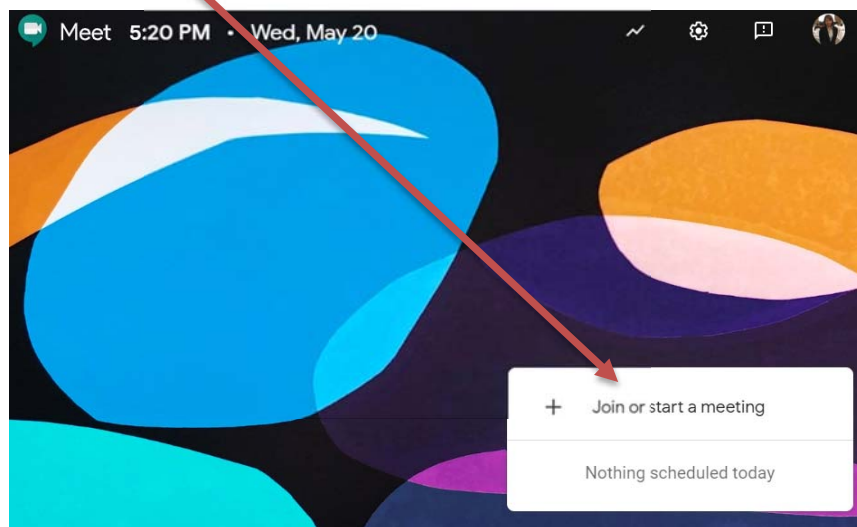 Meet 5:20 PM • Wed, May 20
+ Join or start a meeting
Nothing scheduled today